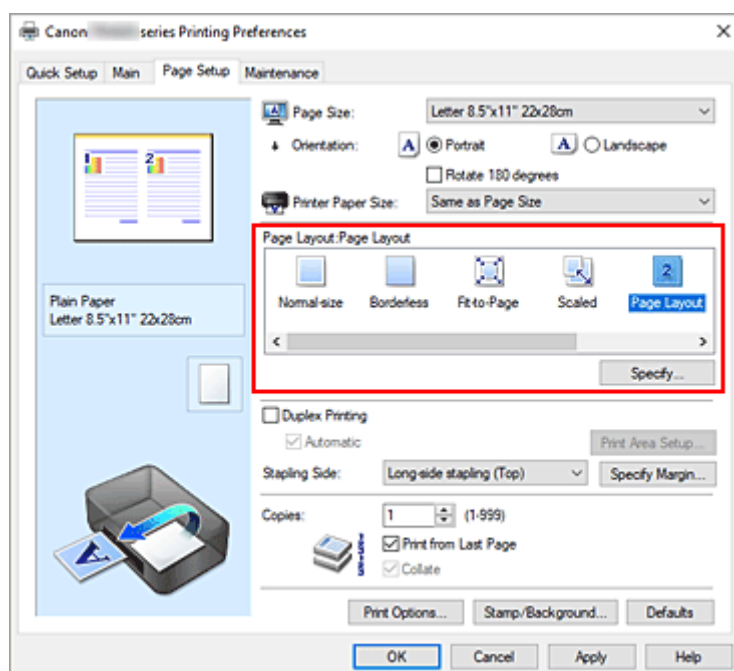 Canon series Printing Preferences
Quick Setup Main Page Setup Maintenance
1 2
Page Size: Letter 8.5"x11" 22x28cm
Orientation: A Portrait A Landscape
Rotate 180 degrees
Printer Paper Size: Same as Page Size
Page Layout:Page Layout
2
Normal-size Borderless Fit-to-Page Scaled Page Layout
Specify...
Plain Paper
Letter 8.5"x11" 22x28cm
Duplex Printing
Automatic Print Area Setup...
Stapling Side: Long-side stapling (Top) Specify Margin...
Copies: 1 (1-999)
Print from Last Page
Collate
A
Print Options... Stamp/Background... Defaults
OK Cancel Apply Help